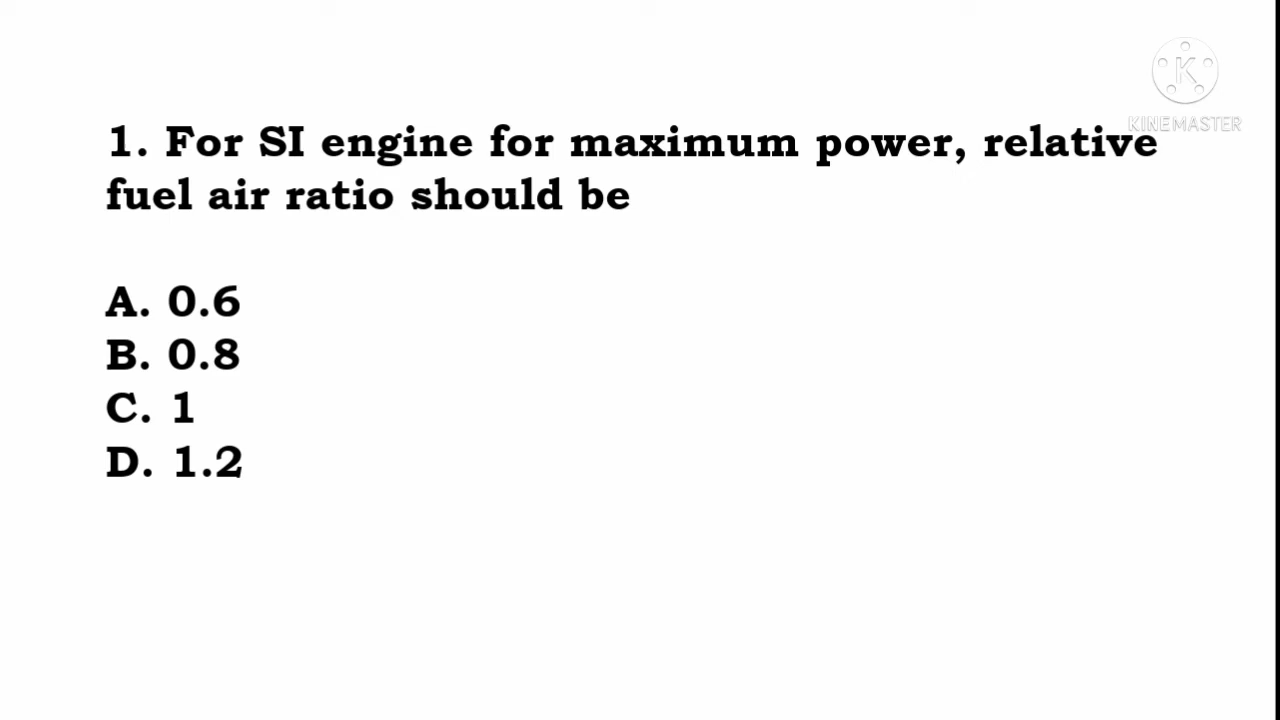 K
KINEMASTER
1. For SI engine for maximum power, relative
fuel air ratio should be
A. 0.6
B. 0.8
C. 1
D. 1.2